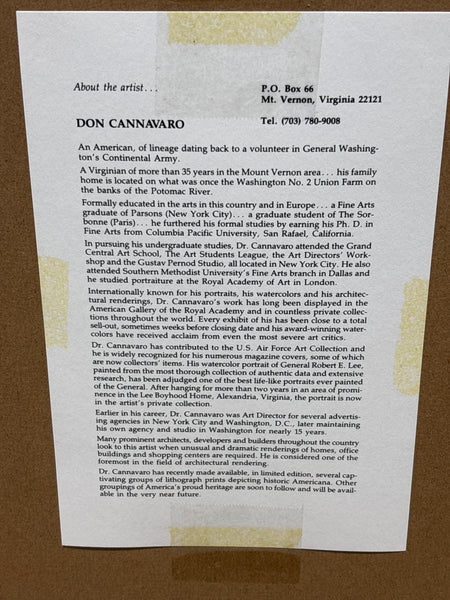 About the artist...
P.O. Box 66
Mt. Vernon, Virginia 22121
DON CANNAVARO
Tel. (703) 780-9008
An American, of lineage dating back to a volunteer in General Washing-
ton's Continental Army.
A Virginian of more than 35 years in the Mount Vernon area... his family
home is located on what was once the Washington No. 2 Union Farm on
the banks of the Potomac River.
Formally educated in the arts in this country and in Europe... a Fine Arts
graduate of Parsons (New York City)... a graduate student of The Sor-
bonne (Paris)... he furthered his formal studies by earning his Ph. D. in
Fine Arts from Columbia Pacific University, San Rafael, California.
In pursuing his undergraduate studies, Dr. Cannavaro attended the Grand
Central Art School, The Art Students League, the Art Directors' Work-
shop and the Gustav Pernod Studio, all located in New York City. He also
attended Southern Methodist University's Fine Arts branch in Dallas and
he studied portraiture at the Royal Academy of Art in London.
Internationally known for his portraits, his watercolors and his architec-
tural renderings, Dr. Cannavaro's work has long been displayed in the
American Gallery of the Royal Academy and in countless private collec-
tions throughout the world. Every exhibit of his has been close to a total
sell-out, sometimes weeks before closing date and his award-winning water-
colors have received acclaim from even the most severe art critics.
Dr. Cannavaro has contributed to the U.S. Air Force Art Collection and
he is widely recognized for his numerous magazine covers, some of which
are now collectors' items. His watercolor portrait of General Robert E. Lee,
painted from the most thorough collection of authentic data and extensive
research, has been adjudged one of the best life-like portraits ever painted
of the General. After hanging for more than two years in an area of promi-
nence in the Lee Boyhood Home, Alexandria, Virginia, the portrait is now
in the artist's private collection.
Earlier in his career, Dr. Cannavaro was Art Director for several advertis-
ing agencies in New York City and Washington, D.C., later maintaining
his own agency and studio in Washington for nearly 15 years.
Many prominent architects, developers and builders throughout the country
look to this artist when unusual and dramatic renderings of homes, office
buildings and shopping centers are required. He is considered one of the
foremost in the field of architectural rendering.
Dr. Cannavaro has recently made available, in limited edition, several cap-
tivating groups of lithograph prints depicting historic Americana. Other
groupings of America's proud heritage are soon to follow and will be avail-
able in the very near future.